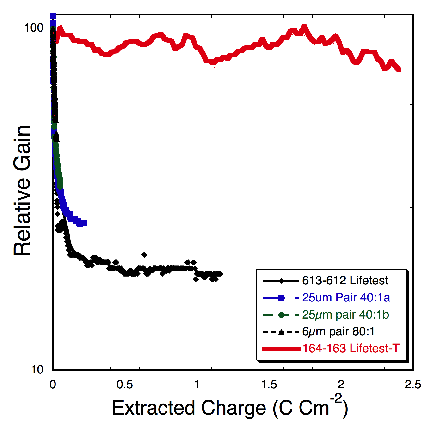 100
Relative Gain
613-612 Lifetest
25um Pair 40:1a
25µm pair 40:1b
6µm pair 80:1
164-163 Lifetest-T
10
0 0.5 1 1.5 2 2.5
Extracted Charge (C Cm-2)